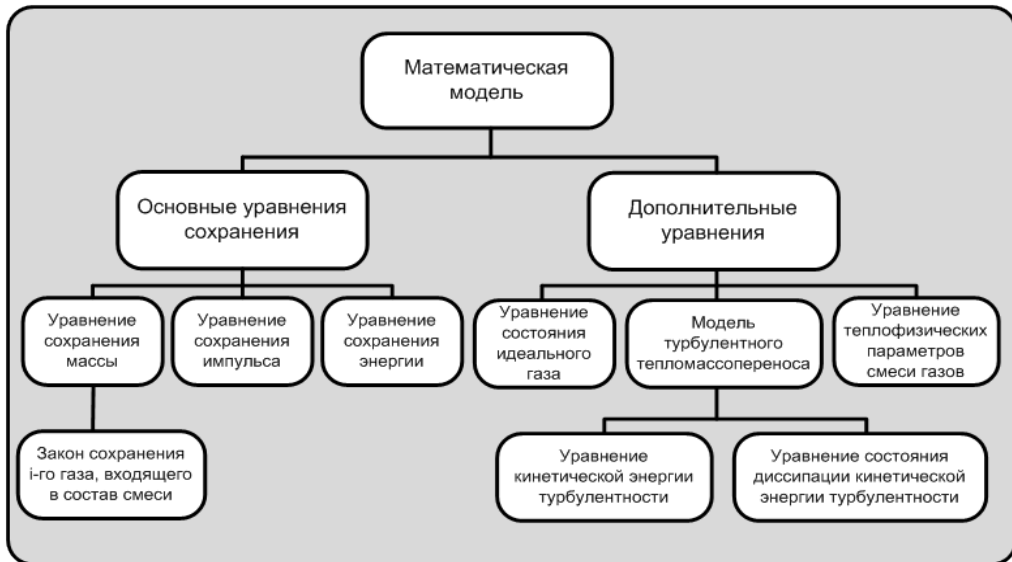 Математическая
модель
Основные уравнения
сохранения
Дополнительные
уравнения
Уравнение
сохранения
массы
Уравнение
сохранения
импульса
Уравнение
сохранения
энергии
Уравнение
состояния
идеального
газа
Модель
турбулентного
тепломассопереноса
Уравнение
теплофизических
параметров
смеси газов
Закон сохранения
i-го газа, входящего
в состав смеси
Уравнение
кинетической энергии
турбулентности
Уравнение состояния
диссипации кинетической
энергии турбулентности